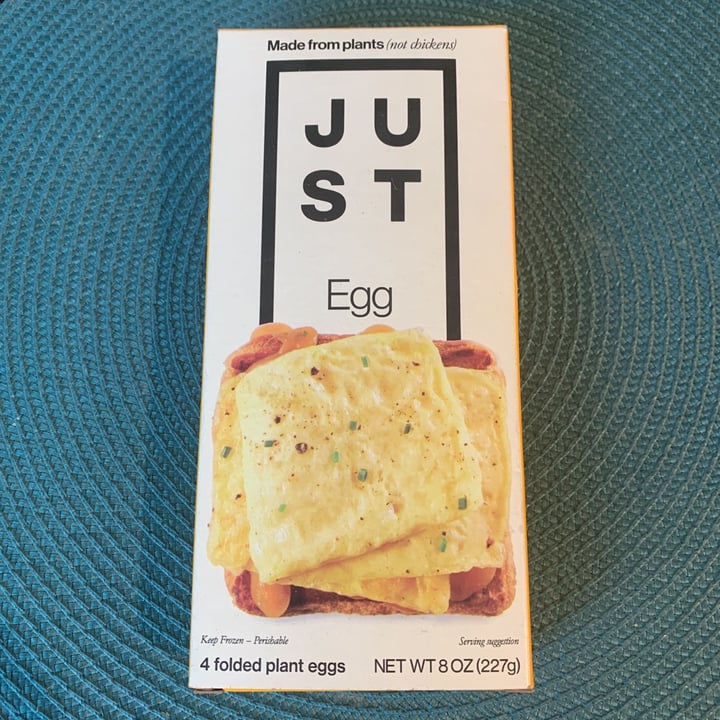 Made from plants (not chickens)
JU
ST
Egg
Keep Frozen – Perishable
Serving suggestion
4 folded plant eggs
NET WT 8 OZ (227g)